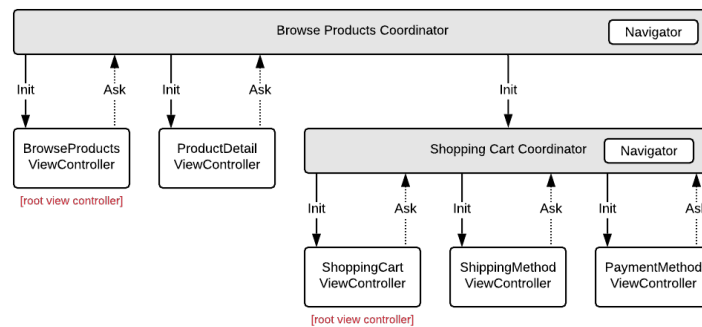 Browse Products Coordinator
Navigator
Init
Ask
Init
Ask
Init
BrowseProducts
ViewController
ProductDetail
ViewController
Shopping Cart Coordinator
Navigator
[root view controller]
Init
Ask
Init
Ask
Init
Ask
ShoppingCart
ViewController
ShippingMethod
ViewController
PaymentMethod
ViewController
[root view controller]